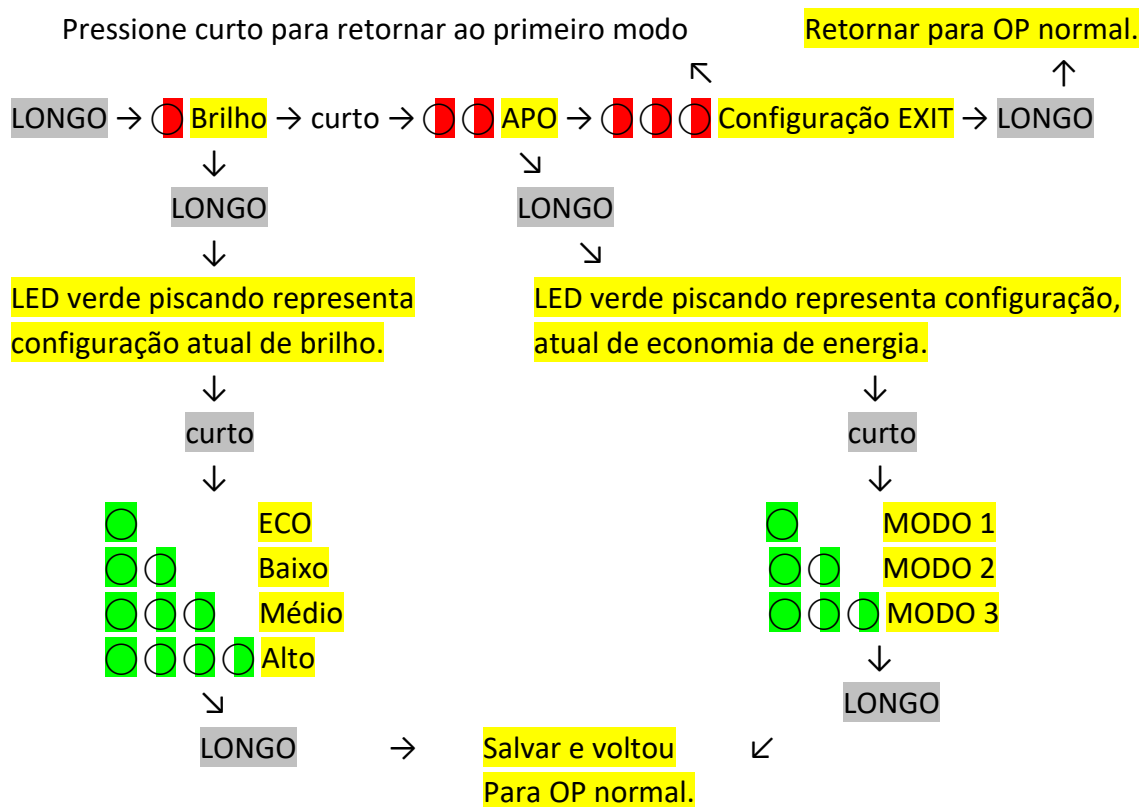 Pressione curto para retornar ao primeiro modo Retornar para OP normal.
LONGO → Brilho → curto → APO → Configuração EXIT → LONGO
LONGO LONGO
LED verde piscando representa
configuração atual de brilho.
LED verde piscando representa configuração,
atual de economia de energia.
curto curto
ECO
Baixo
Médio
Alto
MODO 1
MODO 2
MODO 3
LONGO
LONGO → Salvar e voltou
Para OP normal.